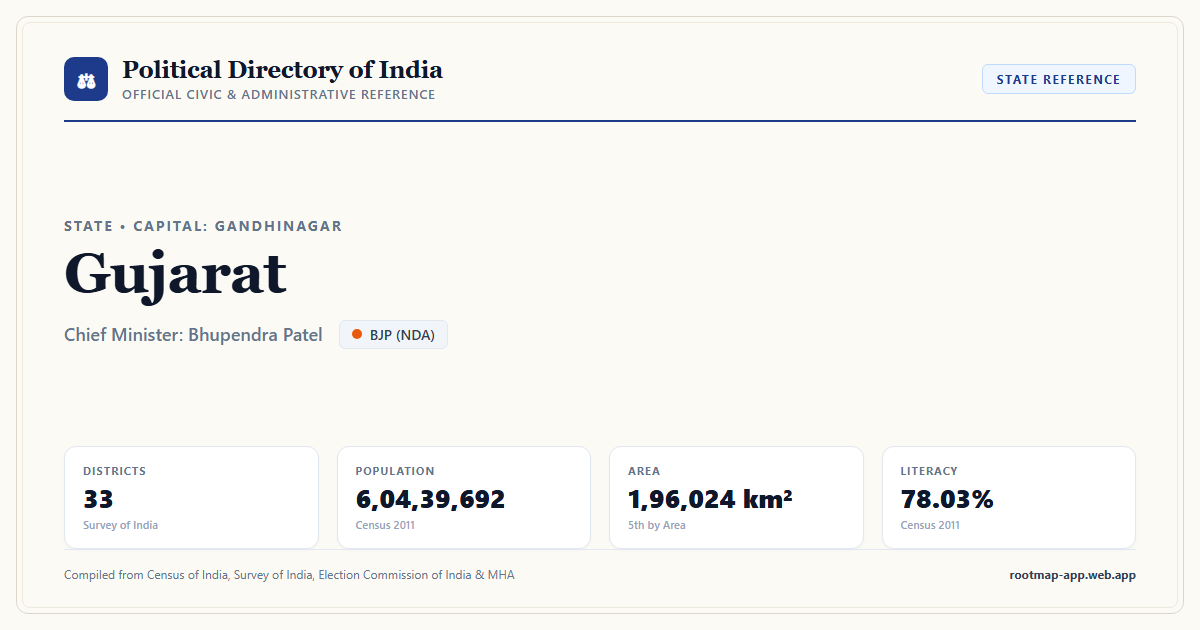 Political Directory of India
OFFICIAL CIVIC & ADMINISTRATIVE REFERENCE
STATE REFERENCE
STATE • CAPITAL: GANDHINAGAR
Gujarat
Chief Minister: Bhupendra Patel
BJP (NDA)
DISTRICTS
33
Survey of India
POPULATION
6,04,39,692
Census 2011
AREA
1,96,024 km²
5th by Area
LITERACY
78.03%
Census 2011
Compiled from Census of India, Survey of India, Election Commission of India & MHA
rootmap-app.web.app